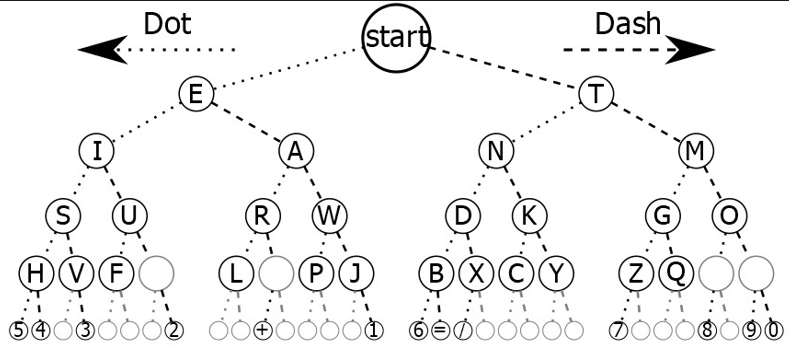 Dot start Dash
E T
I A N M
S U R W D K G O
H V F L P J B X C Y Z Q
5 4 3 2 + 1 6 = / 7 8 9 0